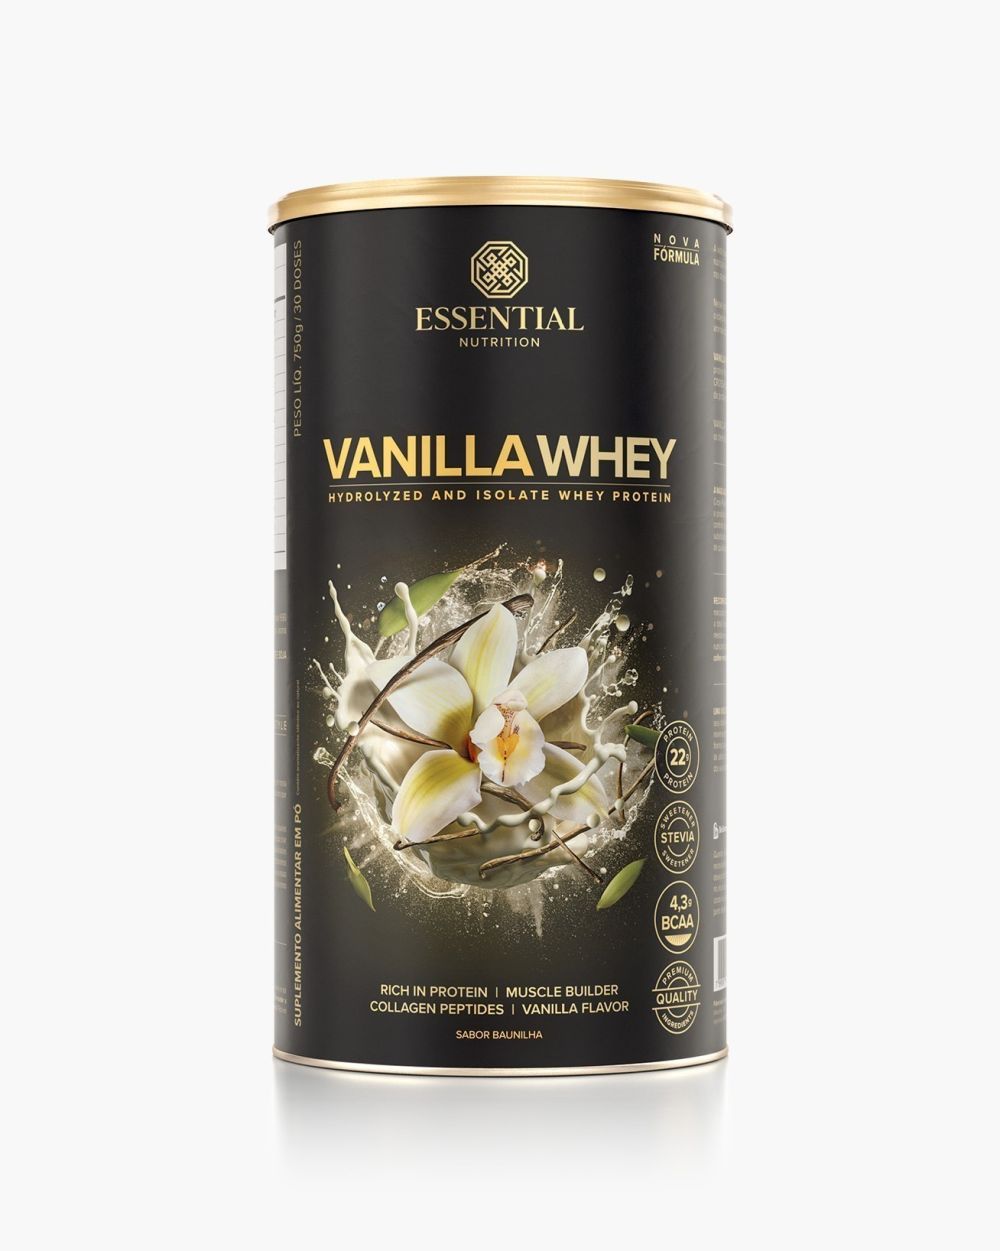 NOVA
FÓRMULA
ESSENTIAL
NUTRITION
PESO LÍQ. 750g / 30 DOSES
VANILLA WHEY
HYDROLYZED AND ISOLATE WHEY PROTEIN
PROTEIN
22g
PROTEIN
SWEETENER
STEVIA
SWEETENER
4,3g
BCAA
PREMIUM
QUALITY
INGREDIENTS
SUPLEMENTO ALIMENTAR EM PÓ
RICH IN PROTEIN | MUSCLE BUILDER
COLLAGEN PEPTIDES | VANILLA FLAVOR
SABOR BAUNILHA